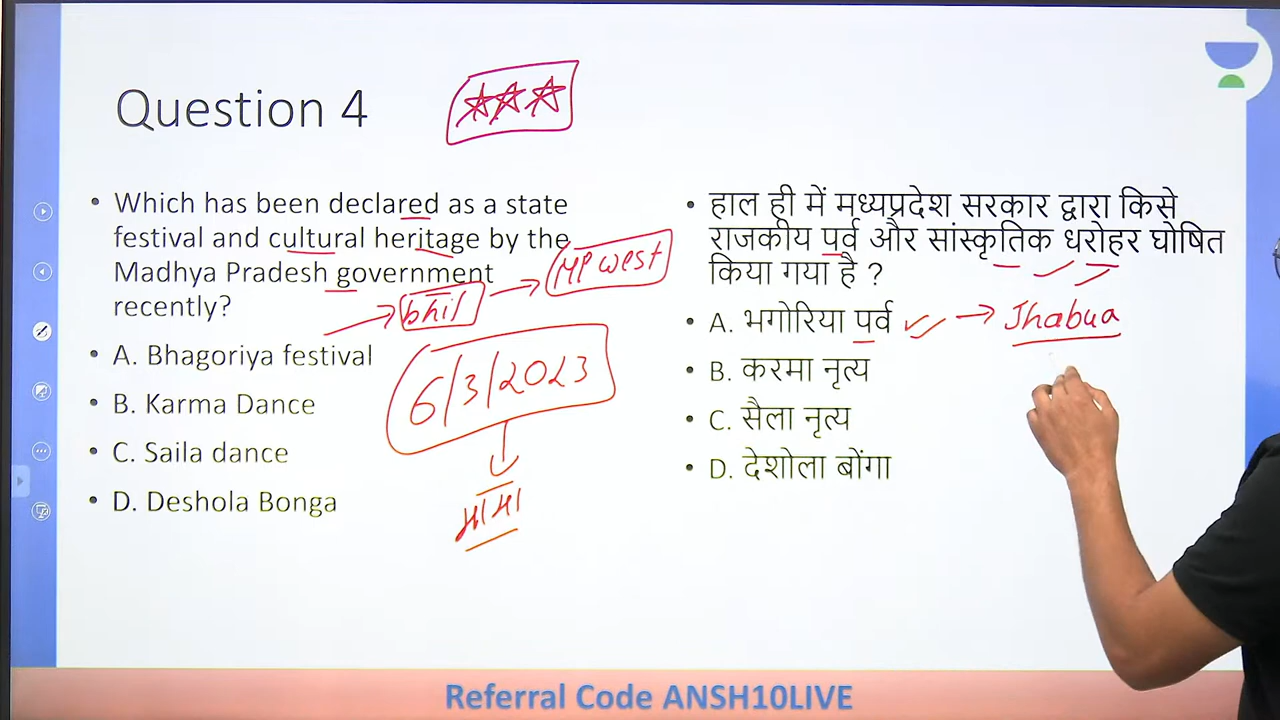 Question 4
☆☆☆
• Which has been declared as a state
festival and cultural heritage by the
Madhya Pradesh government
recently?
• A. Bhagoriya festival
• B. Karma Dance
• C. Saila dance
• D. Deshola Bonga
→ bhil → MP west
6/3/2023
मामा
• हाल ही में मध्यप्रदेश सरकार द्वारा किसे
राजकीय पर्व और सांस्कृतिक धरोहर घोषित
किया गया है ?
• A. भगोरिया पर्व → Jhabua
• B. करमा नृत्य
• C. सैला नृत्य
• D. देशोला बोंगा
Referral Code ANSH10LIVE